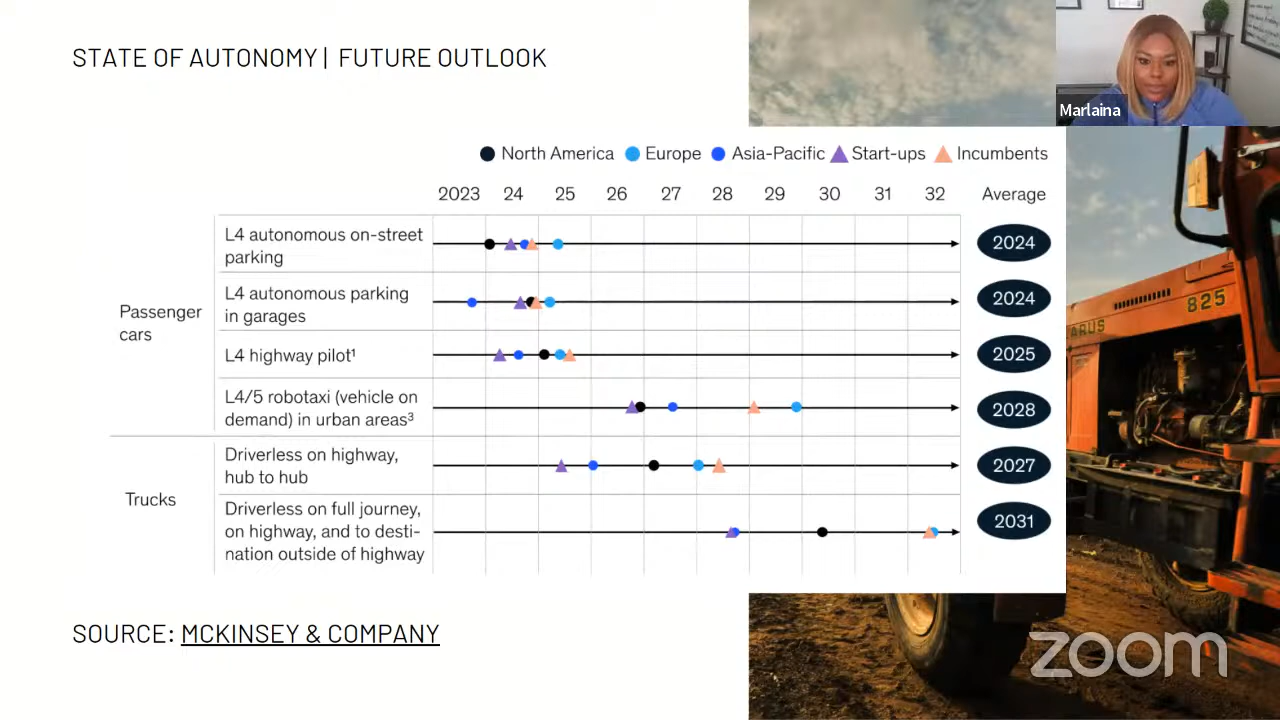 STATE OF AUTONOMY | FUTURE OUTLOOK
Marlaina
North America Europe Asia-Pacific Start-ups Incumbents
2023 24 25 26 27 28 29 30 31 32 Average
Passenger
cars
L4 autonomous on-street
parking
2024
L4 autonomous parking
in garages
2024
L4 highway pilot¹
2025
L4/5 robotaxi (vehicle on
demand) in urban areas³
2028
Trucks
Driverless on highway,
hub to hub
2027
Driverless on full journey,
on highway, and to desti-
nation outside of highway
2031
ARUS
825
SOURCE: MCKINSEY & COMPANY
zoom